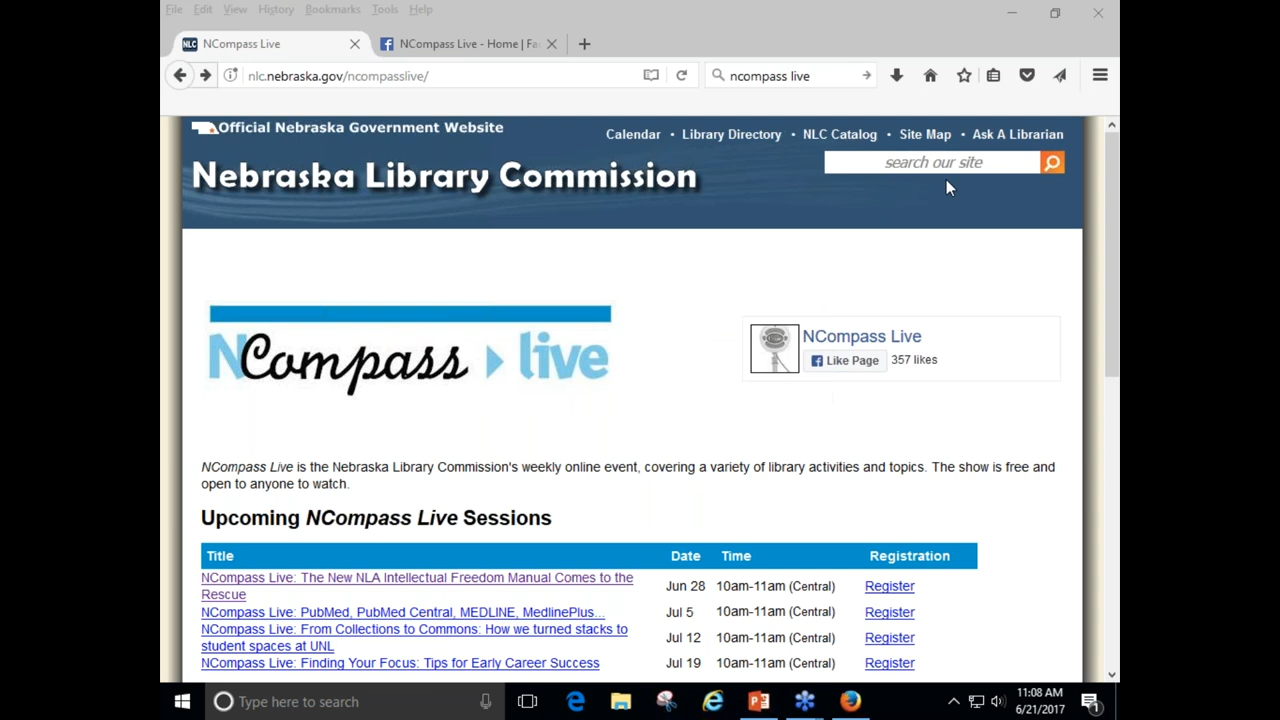 File Edit View History Bookmarks Tools Help
NLC NCompass Live
NCompass Live - Home | Fa
nlc.nebraska.gov/ncompasslive/
ncompass live
Official Nebraska Government Website
Calendar • Library Directory • NLC Catalog • Site Map • Ask A Librarian
search our site
Nebraska Library Commission
NCompass live
NCompass Live
Like Page 357 likes
NCompass Live is the Nebraska Library Commission's weekly online event, covering a variety of library activities and topics. The show is free and
open to anyone to watch.
Upcoming NCompass Live Sessions
Title Date Time Registration
NCompass Live: The New NLA Intellectual Freedom Manual Comes to the
Rescue
Jun 28 10am-11am (Central) Register
NCompass Live: PubMed, PubMed Central, MEDLINE, MedlinePlus... Jul 5 10am-11am (Central) Register
NCompass Live: From Collections to Commons: How we turned stacks to
student spaces at UNL
Jul 12 10am-11am (Central) Register
NCompass Live: Finding Your Focus: Tips for Early Career Success Jul 19 10am-11am (Central) Register
Type here to search
11:08 AM
6/21/2017
1